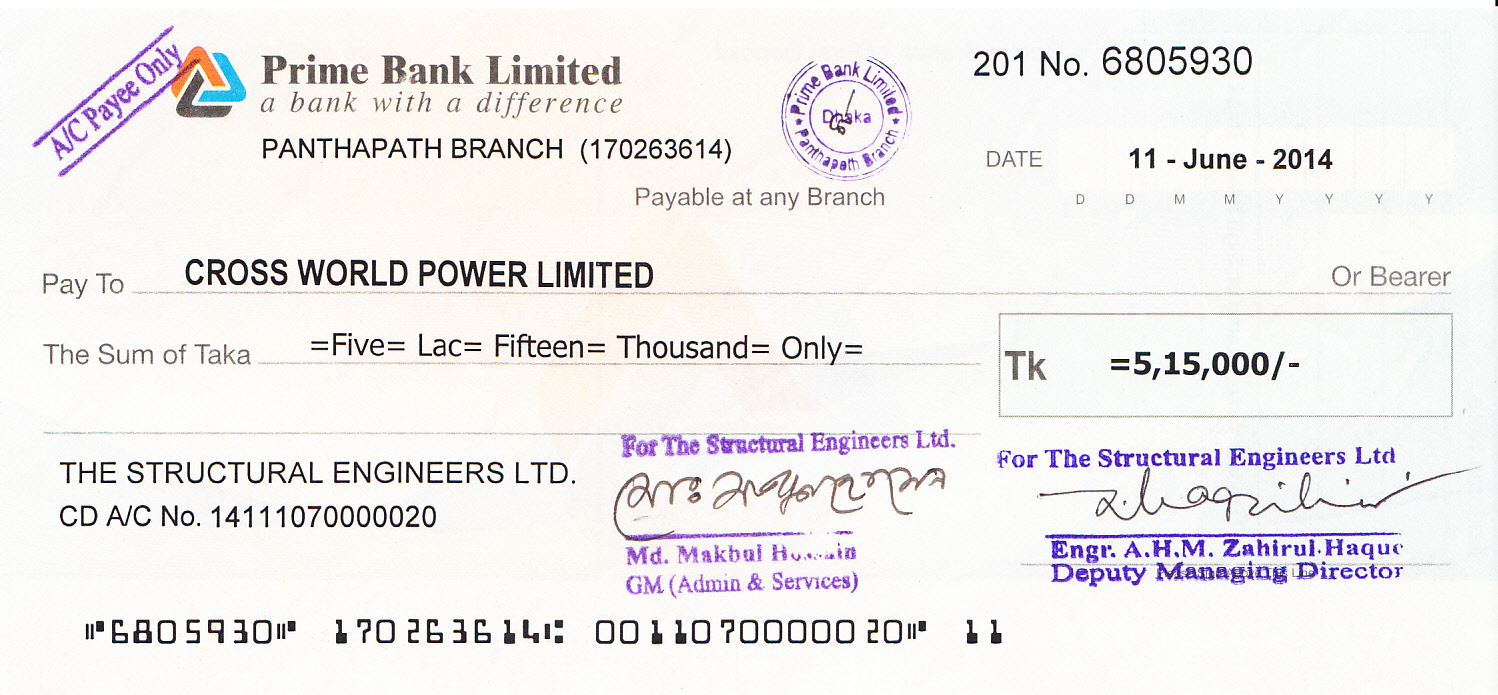 A/C Payee Only
Prime Bank Limited
a bank with a difference
PANTHAPATH BRANCH (170263614)
Prime Bank Limited
Dhaka
Panthapath Branch
Payable at any Branch
201 No. 6805930
DATE 11 - June - 2014
D D M M Y Y Y Y
Pay To CROSS WORLD POWER LIMITED Or Bearer
The Sum of Taka =Five= Lac= Fifteen= Thousand= Only=
Tk =5,15,000/-
THE STRUCTURAL ENGINEERS LTD.
CD A/C No. 14111070000020
For The Structural Engineers Ltd.
Md. Makbul
GM (Admin & Services)
For The Structural Engineers Ltd
Engr. A.H.M. Zahirul Haque
Deputy Managing Director
⑈6805930⑈ 170263614⑆ 0011070000020⑈ 11